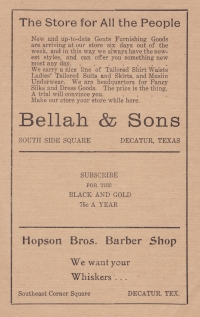 The Store for All the People
New and up-to-date Gents Furnishing Goods
are arriving at our store six days out of the
week, and in this way we always have the new-
est styles, and can offer you something new
most any day.
We carry a nice line of Tailored Shirt Waists
Ladies' Tailored Suits and Skirts, and Muslin
Underwear. We are headquarters for Fancy
Silks and Dress Goods. The price is the thing.
A trial will convince you.
Make our store your store while here.
Bellah & Sons
SOUTH SIDE SQUARE DECATUR, TEXAS
SUBSCRIBE
FOR THE
BLACK AND GOLD
75c A YEAR
Hopson Bros. Barber Shop
We want your
Whiskers . . .
Southeast Corner Square DECATUR, TEX.